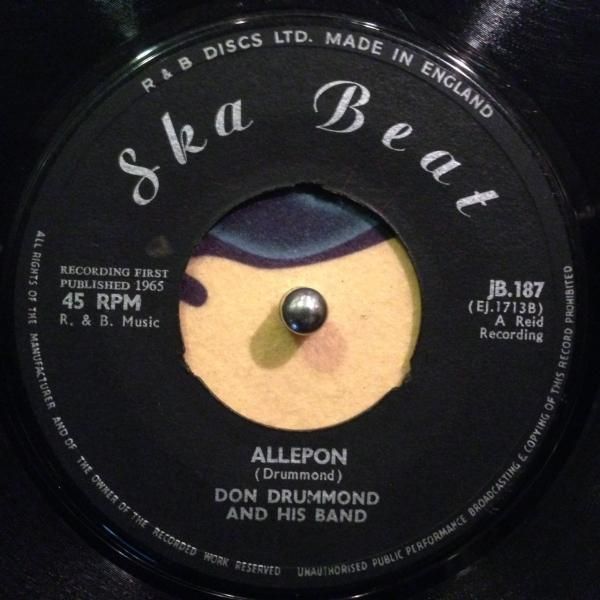 R & B DISCS LTD. MADE IN ENGLAND
Ska Beat
RECORDING FIRST
PUBLISHED 1965
45 RPM
R. & B. Music
JB.187
(EJ.1713B)
A Reid
Recording
ALLEPON
(Drummond)
DON DRUMMOND
AND HIS BAND
ALL RIGHTS OF THE MANUFACTURER AND OF THE OWNER OF THE RECORDED WORK RESERVED UNAUTHORISED PUBLIC PERFORMANCE BROADCASTING & COPYING OF THIS RECORD PROHIBITED